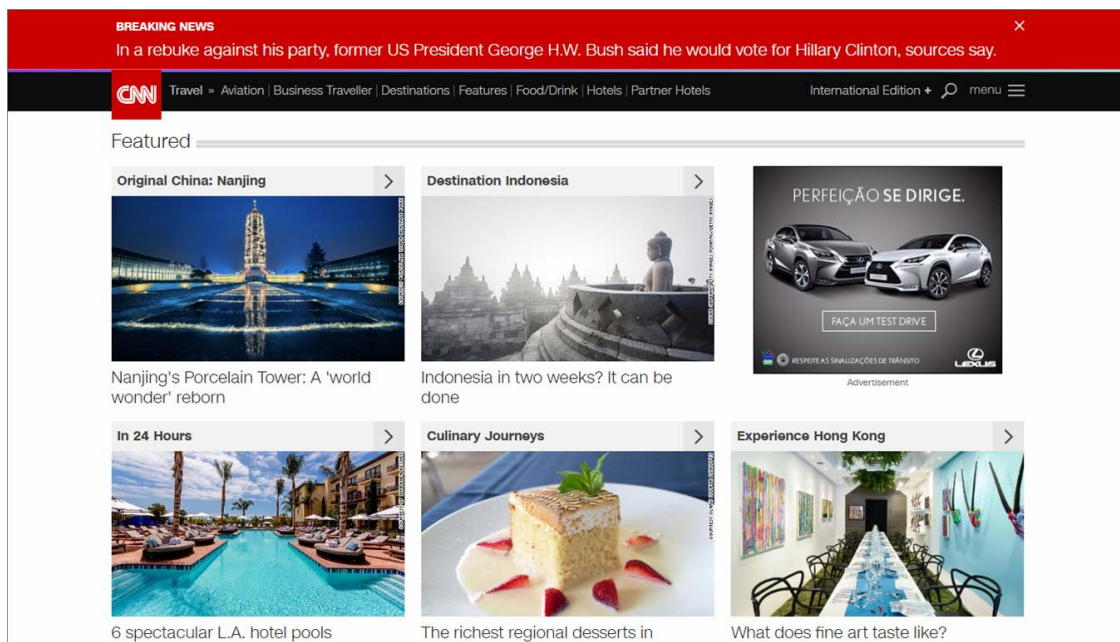 BREAKING NEWS
In a rebuke against his party, former US President George H.W. Bush said he would vote for Hillary Clinton, sources say.
CNN Travel » Aviation | Business Traveller | Destinations | Features | Food/Drink | Hotels | Partner Hotels International Edition + menu
Featured
Original China: Nanjing
Nanjing's Porcelain Tower: A 'world
wonder' reborn
Destination Indonesia
Indonesia in two weeks? It can be
done
PERFEIÇÃO SE DIRIGE.
FAÇA UM TEST DRIVE
RESPEITE AS SINALIZAÇÕES DE TRÂNSITO
LEXUS
Advertisement
In 24 Hours
6 spectacular L.A. hotel pools
Culinary Journeys
The richest regional desserts in
Experience Hong Kong
What does fine art taste like?